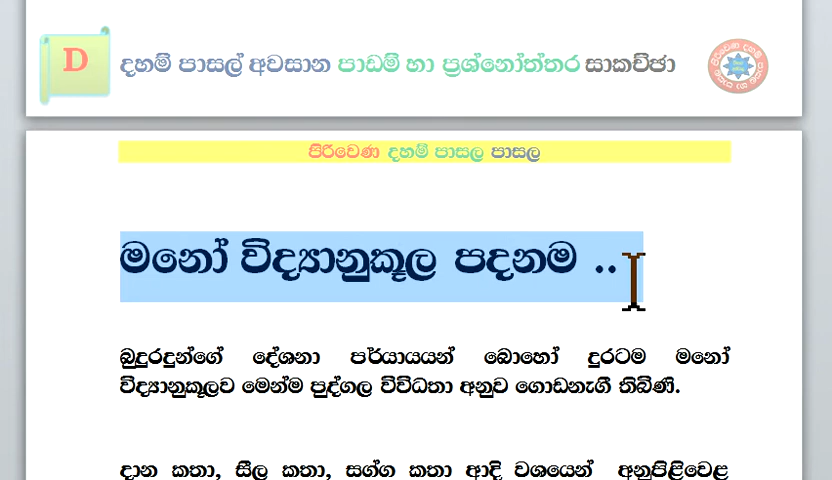 D
දහම් පාසල් අවසාන පාඩම් හා ප්‍රශ්නෝත්තර සාකච්ඡා
පිරිවෙණ දහම් පාසල පාසල
මනෝ විද්‍යානුකූල පදනම ..
බුදුරදුන්ගේ දේශනා පර්යායයන් බොහෝ දුරටම මනෝ
විද්‍යානුකූලව මෙන්ම පුද්ගල විවිධතා අනුව ගොඩනැගී තිබිණි.
දාන කතා, සීල කතා, සග්ග කතා ආදි වශයෙන් අනුපිළිවෙළ